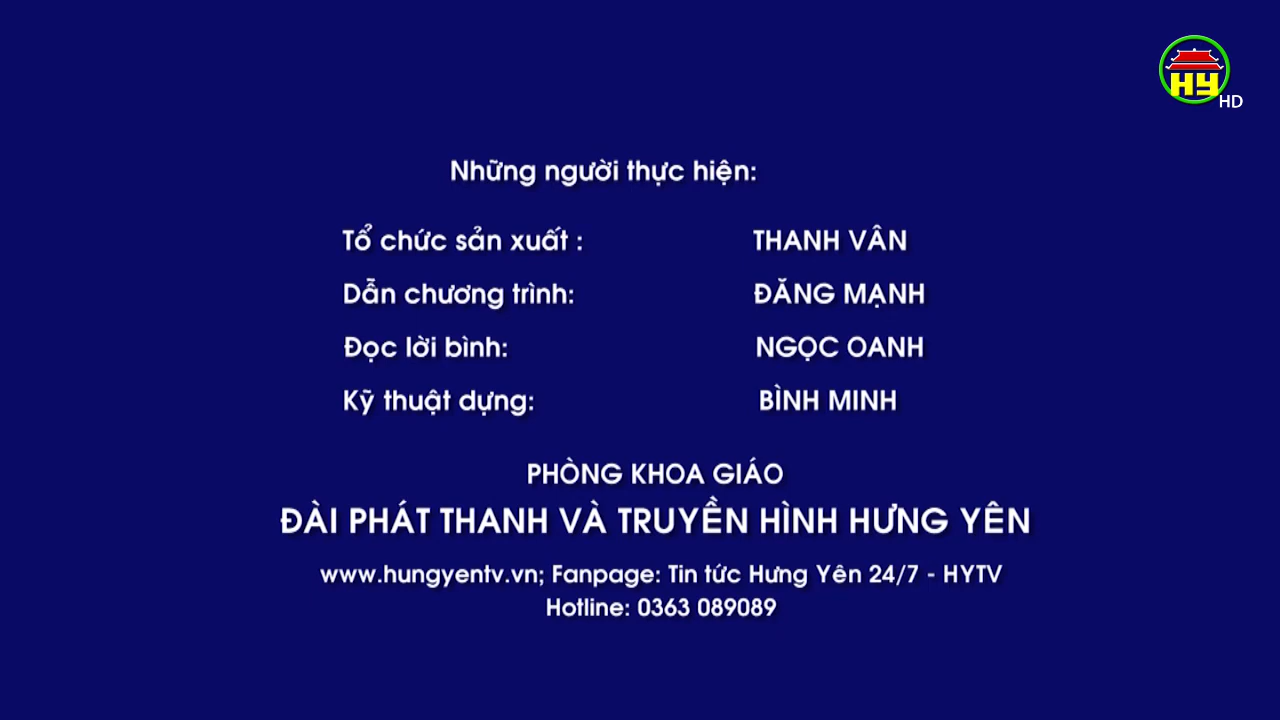 HY
HD
Những người thực hiện:
Tổ chức sản xuất : THANH VÂN
Dẫn chương trình: ĐĂNG MẠNH
Đọc lời bình: NGỌC OANH
Kỹ thuật dựng: BÌNH MINH
PHÒNG KHOA GIÁO
ĐÀI PHÁT THANH VÀ TRUYỀN HÌNH HƯNG YÊN
www.hungyentv.vn; Fanpage: Tin tức Hưng Yên 24/7 - HYTV
Hotline: 0363 089089